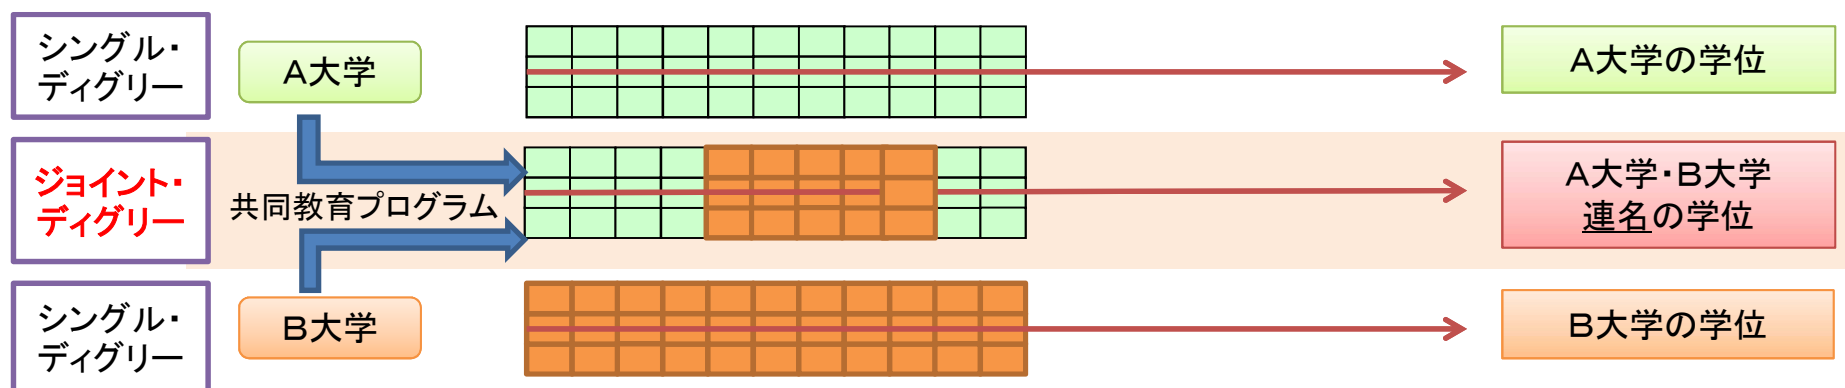 シングル・
ディグリー
A大学
A大学の学位
ジョイント・
ディグリー
共同教育プログラム
A大学・B大学
連名の学位
シングル・
ディグリー
B大学
B大学の学位